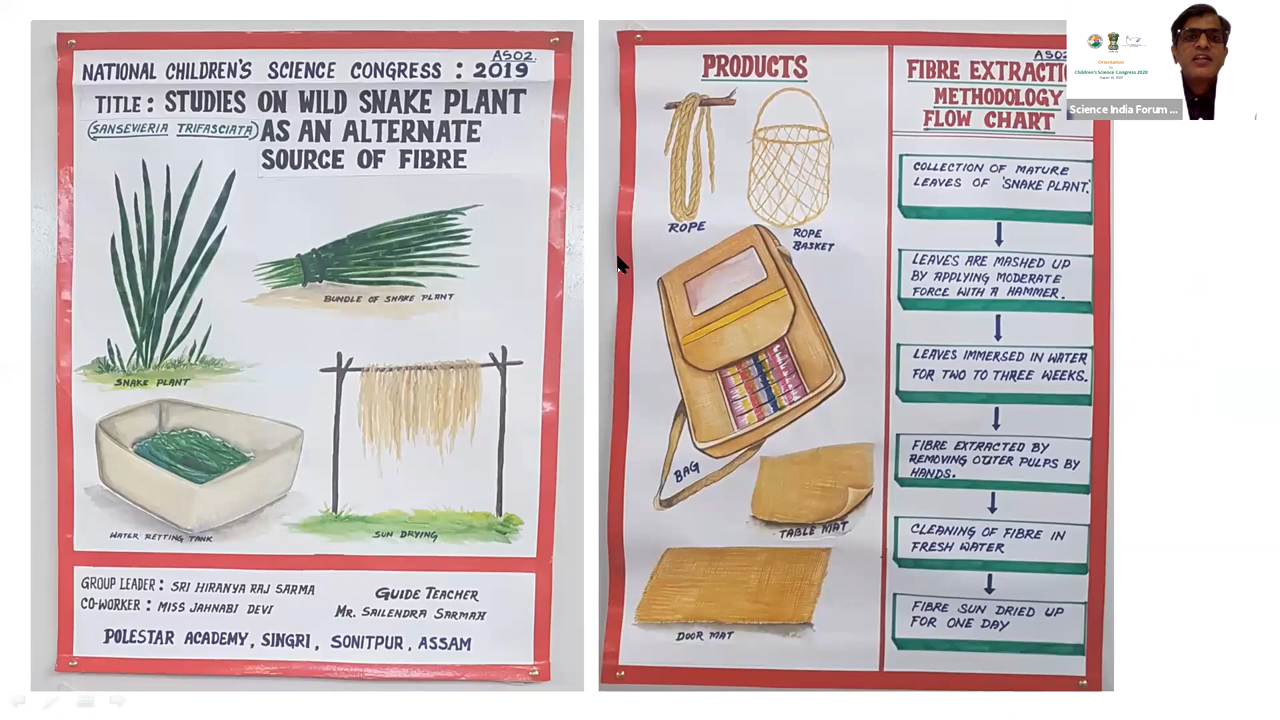 AS02.
NATIONAL CHILDREN'S SCIENCE CONGRESS : 2019
TITLE : STUDIES ON WILD SNAKE PLANT
(SANSEVIERIA TRIFASCIATA) AS AN ALTERNATE
SOURCE OF FIBRE
BUNDLE OF SNAKE PLANT
SNAKE PLANT
WATER RETTING TANK
SUN DRYING
GROUP LEADER : SRI HIRANYA RAJ SARMA
CO-WORKER : MISS JAHNABI DEVI
GUIDE TEACHER
MR. SAILENDRA SARMAH
POLESTAR ACADEMY, SINGRI, SONITPUR, ASSAM
PRODUCTS
ROPE
ROPE
BASKET
BAG
TABLE MAT
DOOR MAT
AS02
FIBRE EXTRACTIO
METHODOLOGY
FLOW CHART
COLLECTION OF MATURE
LEAVES OF 'SNAKE PLANT.'
LEAVES ARE MASHED UP
BY APPLYING MODERATE
FORCE WITH A HAMMER.
LEAVES IMMERSED IN WATER
FOR TWO TO THREE WEEKS.
FIBRE EXTRACTED BY
REMOVING OUTER PULPS BY
HANDS.
CLEANING OF FIBRE IN
FRESH WATER
FIBRE SUN DRIED UP
FOR ONE DAY
Orientation
Children's Science Congress 2020
Science India Forum ...